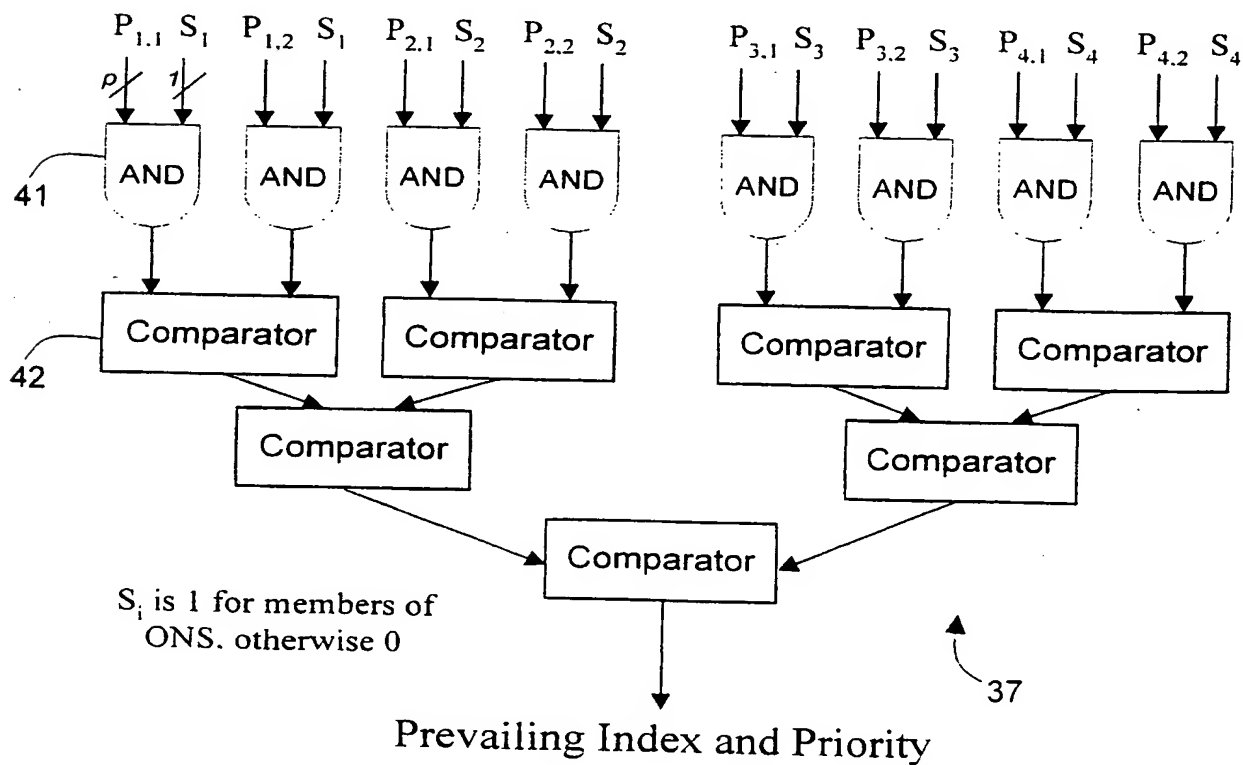 P1.1 S1 P1.2 S1 P2.1 S2 P2.2 S2 P3.1 S3 P3.2 S3 P4.1 S4 P4.2 S4
p 1
AND AND AND AND AND AND AND AND
41
Comparator Comparator Comparator Comparator
42
Comparator Comparator
Comparator
Si is 1 for members of
ONS. otherwise 0
37
Prevailing Index and Priority